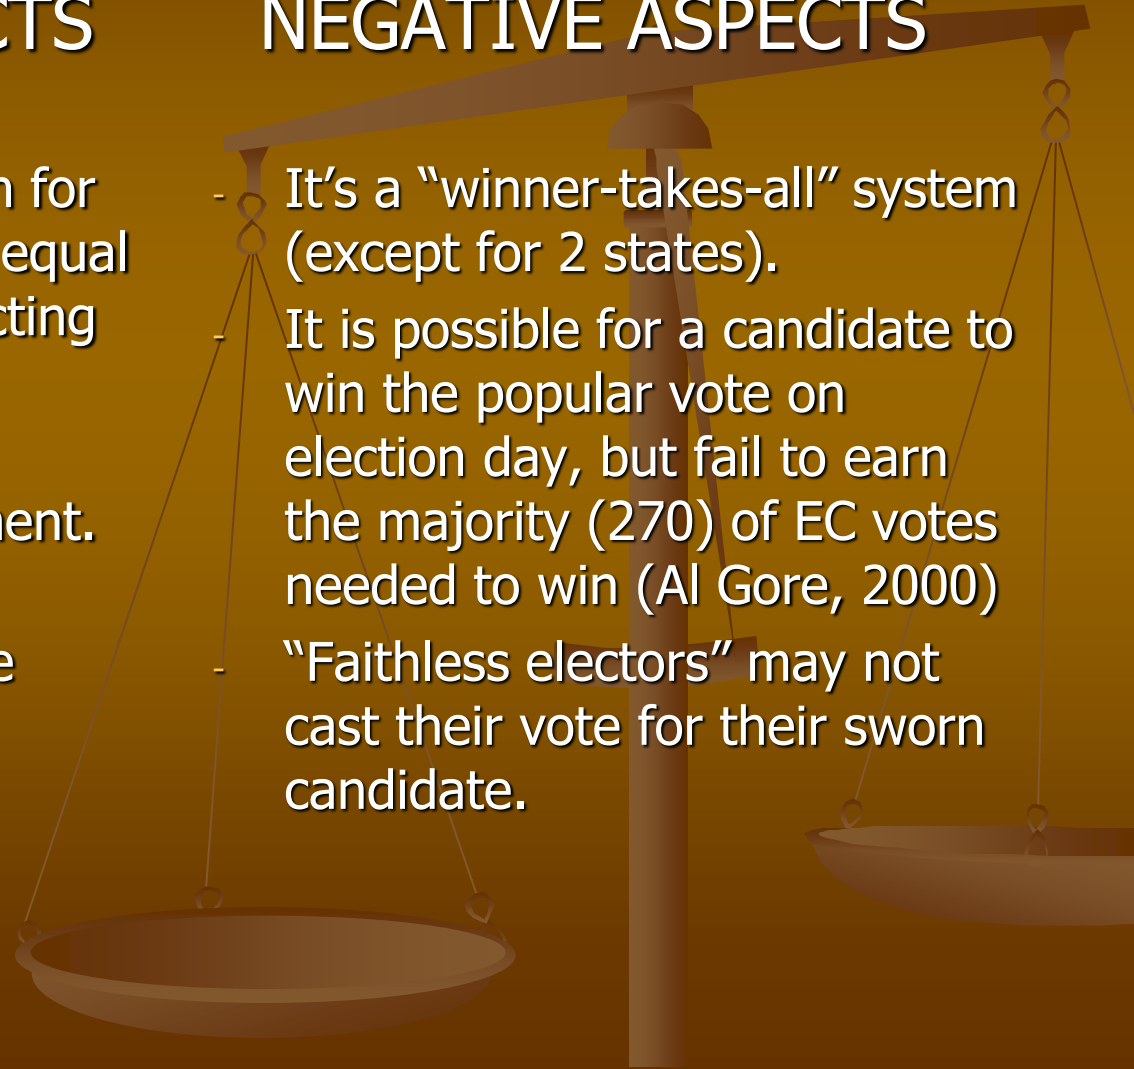 CTS
for
equal
cting
ment.
e
NEGATIVE ASPECTS
- It’s a “winner-takes-all” system
(except for 2 states).
- It is possible for a candidate to
win the popular vote on
election day, but fail to earn
the majority (270) of EC votes
needed to win (Al Gore, 2000)
- “Faithless electors” may not
cast their vote for their sworn
candidate.